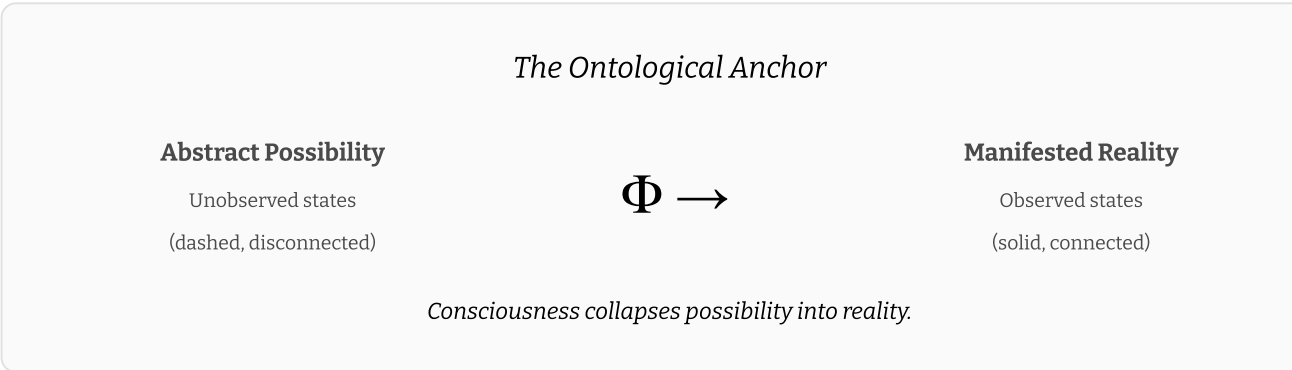 The Ontological Anchor
Abstract Possibility
Unobserved states
(dashed, disconnected)
Φ →
Manifested Reality
Observed states
(solid, connected)
Consciousness collapses possibility into reality.